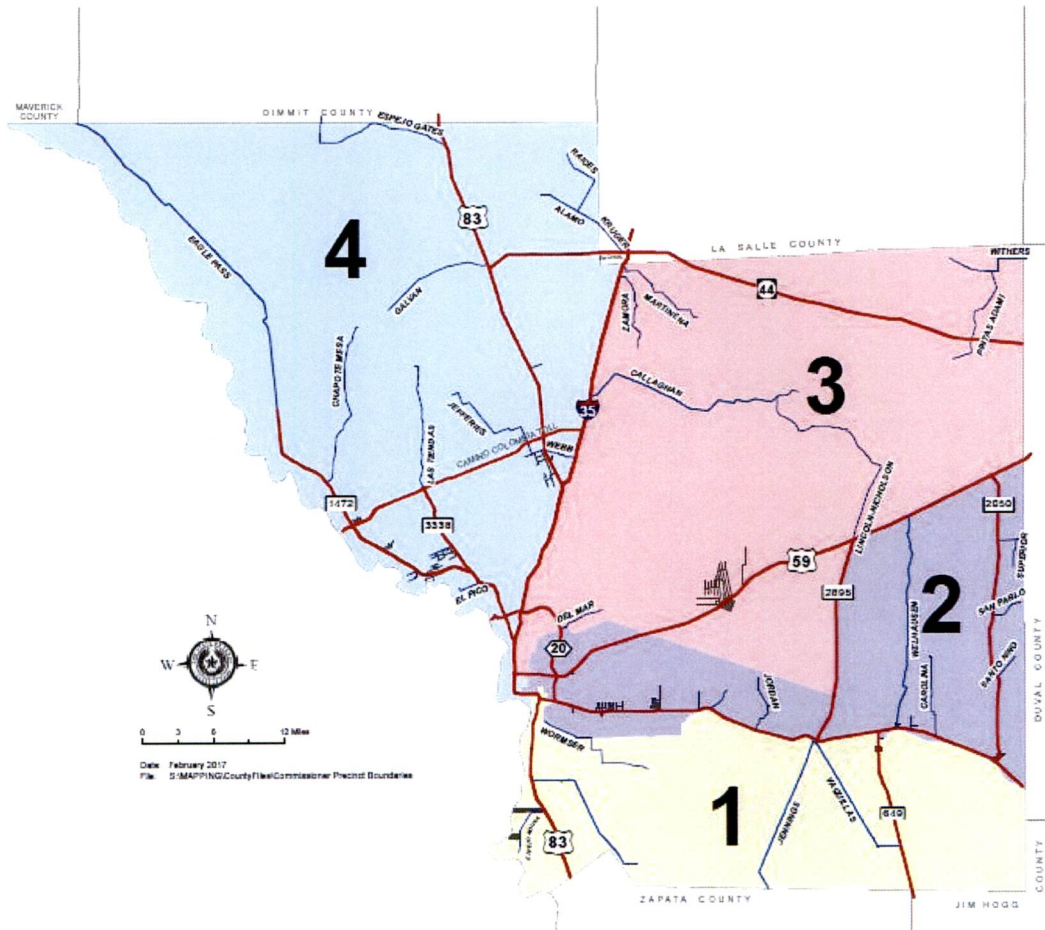 MAVERICK
COUNTY
DIMMIT COUNTY
ESPEJO GATES
RAICES
ALAMO
KRUGER
83
LA SALLE COUNTY
WITHERS
EAGLE PASS
4
GALVAN
ZAMORA
MARTINENA
44
PINTAS ADAMI
CHAPOTE MESA
LAS TIENDAS
JEFFERIES
CALLAGHAN
3
35
CAMINO COLOMBIA TOLL
WEBB
LINCOLN-NICHOLSON
1472
3338
2050
SUPERIOR
59
EL PICO
2895
WELHAUSEN
2
SAN PABLO
DEL MAR
20
SANTO NINO
CAROLINA
JORDAN
DUVAL COUNTY
N
W E
S
WORMSER
0 3 6 12 Miles
Date: February 2017
File: S:\MAPPING\CountyFiles\Commissioner Precinct Boundaries
1
JENNINGS
VAQUILLAS
649
83
ZAPATA COUNTY
JIM HOGG
COUNTY